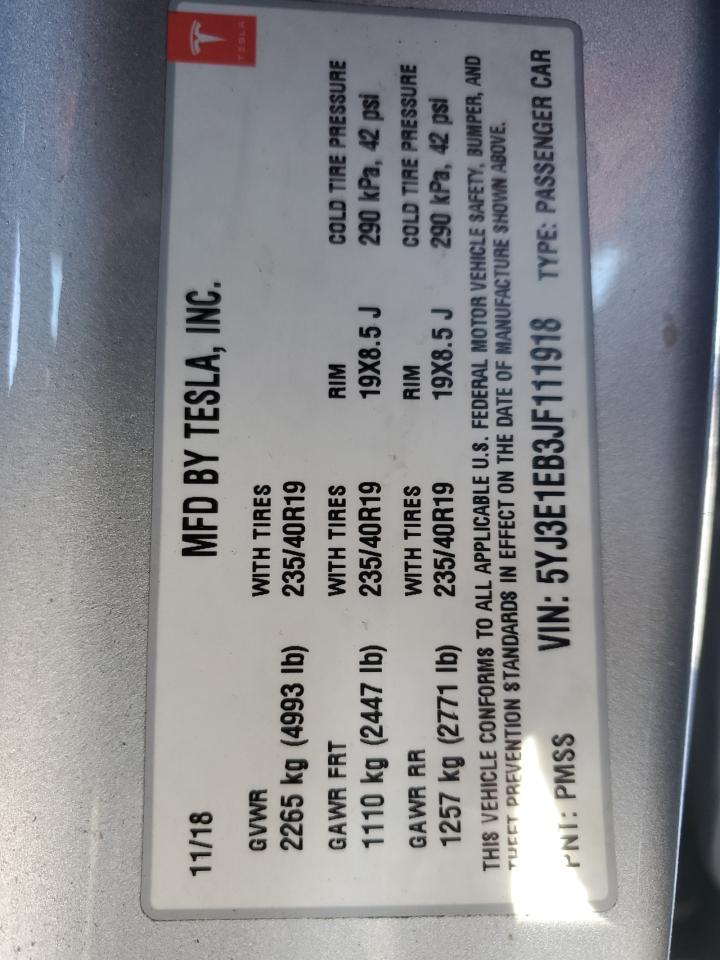 TESLA
MFD BY TESLA, INC.
11/18
GVWR WITH TIRES
2265 kg (4993 lb) 235/40R19
GAWR FRT WITH TIRES RIM COLD TIRE PRESSURE
1110 kg (2447 lb) 235/40R19 19X8.5 J 290 kPa, 42 psi
GAWR RR WITH TIRES RIM COLD TIRE PRESSURE
1257 kg (2771 lb) 235/40R19 19X8.5 J 290 kPa, 42 psi
THIS VEHICLE CONFORMS TO ALL APPLICABLE U.S. FEDERAL MOTOR VEHICLE SAFETY, BUMPER, AND
THEFT PREVENTION STANDARDS IN EFFECT ON THE DATE OF MANUFACTURE SHOWN ABOVE.
PNT: PMSS VIN: 5YJ3E1EB3JF111918 TYPE: PASSENGER CAR